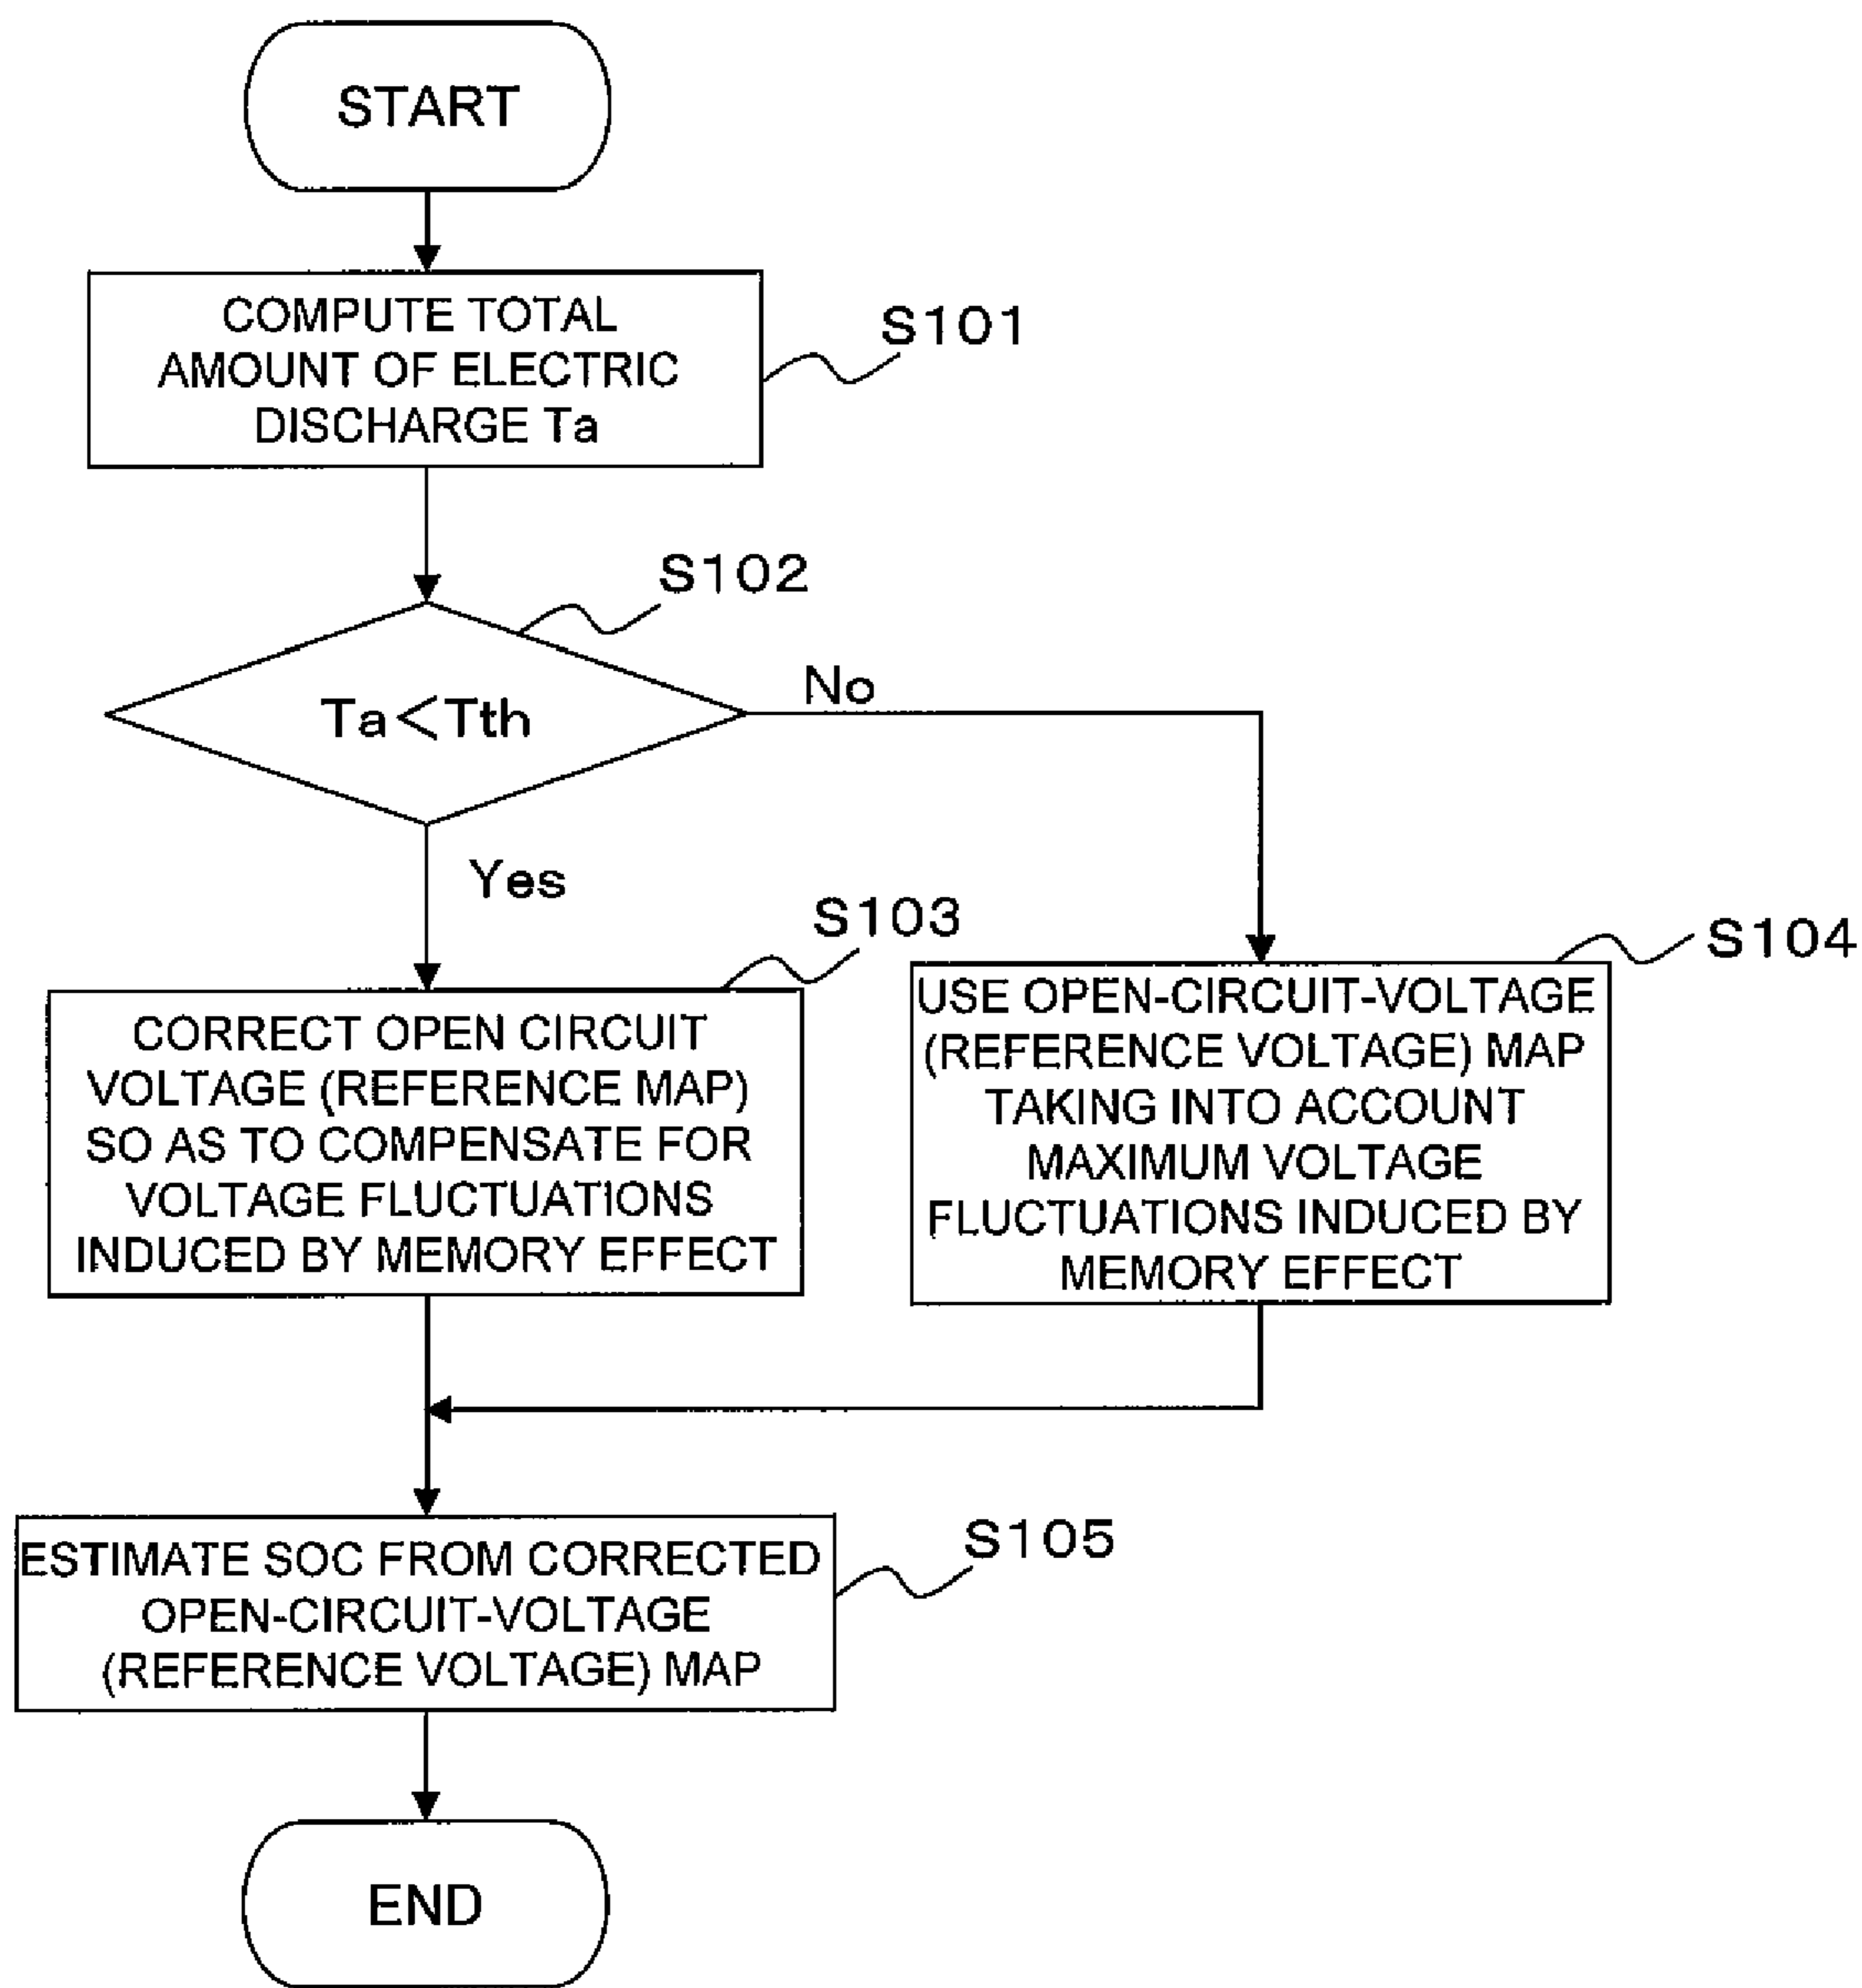 START
COMPUTE TOTAL
AMOUNT OF ELECTRIC
DISCHARGE Ta
S101
S102
Ta<Tth
No
Yes
S103
CORRECT OPEN CIRCUIT
VOLTAGE (REFERENCE MAP)
SO AS TO COMPENSATE FOR
VOLTAGE FLUCTUATIONS
INDUCED BY MEMORY EFFECT
S104
USE OPEN-CIRCUIT-VOLTAGE
(REFERENCE VOLTAGE) MAP
TAKING INTO ACCOUNT
MAXIMUM VOLTAGE
FLUCTUATIONS INDUCED BY
MEMORY EFFECT
ESTIMATE SOC FROM CORRECTED
OPEN-CIRCUIT-VOLTAGE
(REFERENCE VOLTAGE) MAP
S105
END